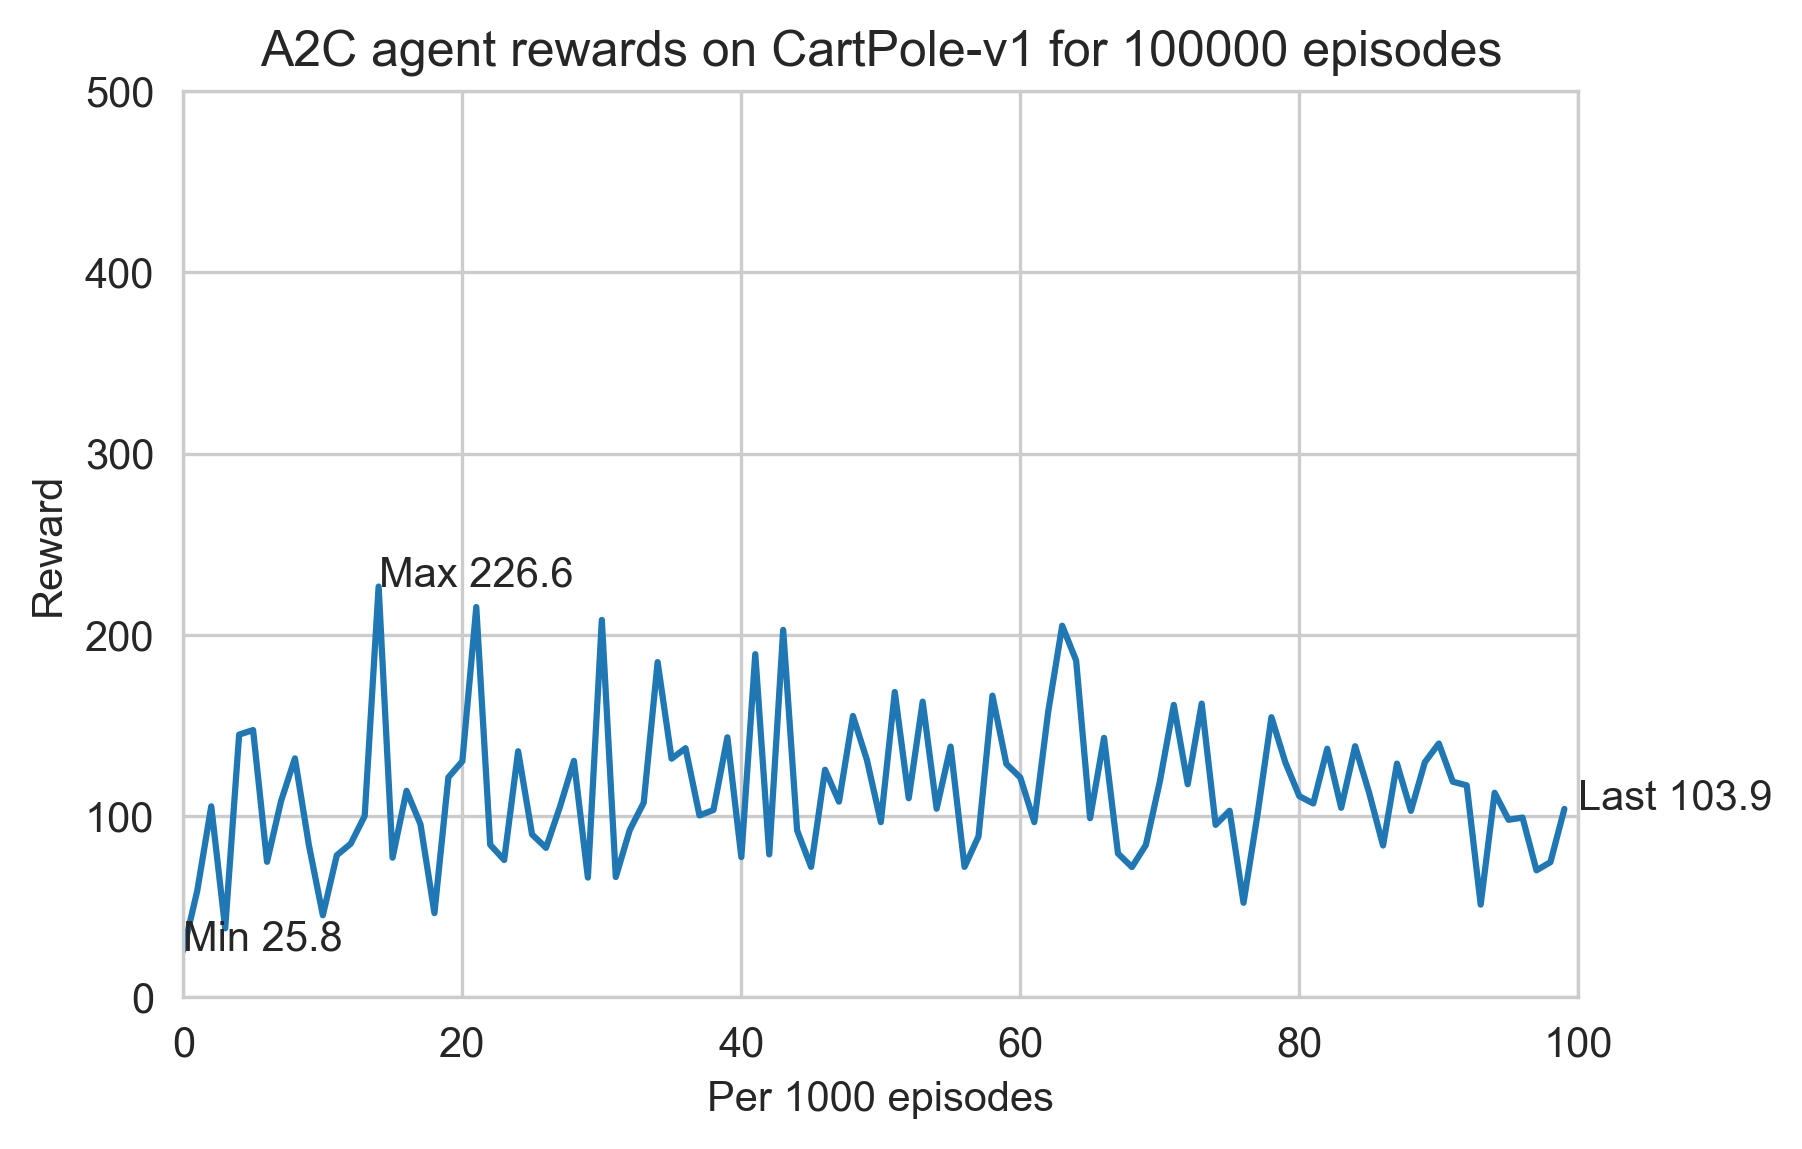 A2C agent rewards on CartPole-v1 for 100000 episodes
500
400
300
200
100
0
Reward
Max 226.6
Min 25.8
Last 103.9
0 20 40 60 80 100
Per 1000 episodes